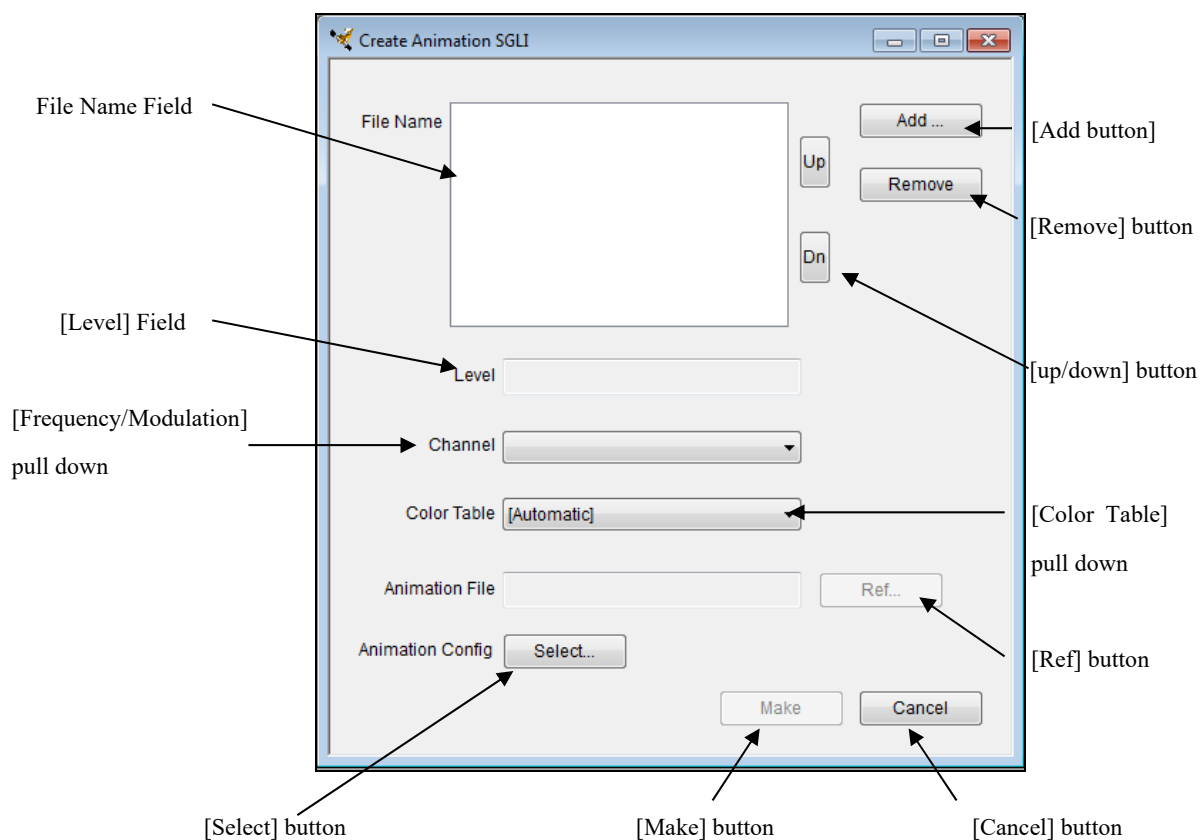 Create Animation SGLI
File Name Field
File Name
Add ...
[Add button]
Up
Remove
[Remove] button
Dn
[Level] Field
Level
[up/down] button
[Frequency/Modulation]
pull down
Channel
Color Table
[Automatic]
[Color Table]
pull down
Animation File
Ref...
[Ref] button
Animation Config
Select...
Make
Cancel
[Select] button
[Make] button
[Cancel] button